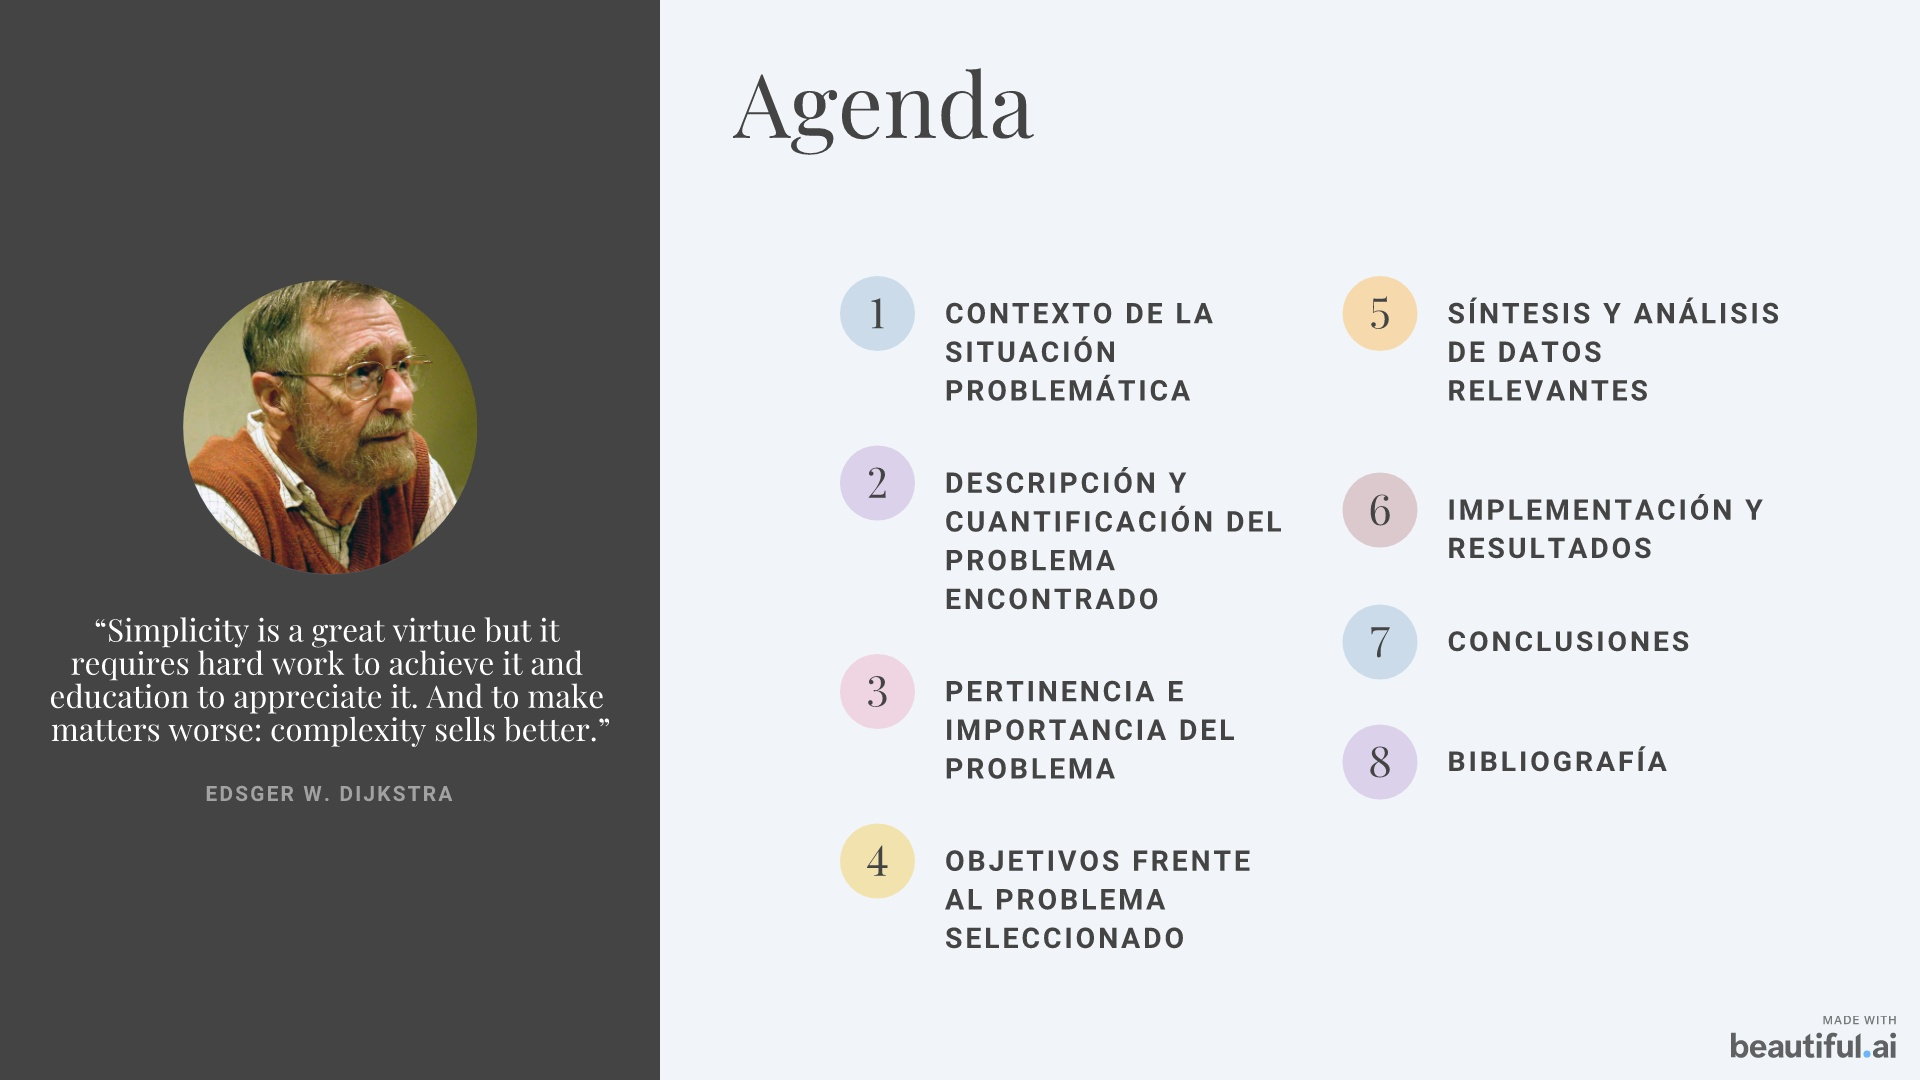 “Simplicity is a great virtue but it
requires hard work to achieve it and
education to appreciate it. And to make
matters worse: complexity sells better.”
EDSGER W. DIJKSTRA
Agenda
1
CONTEXTO DE LA
SITUACIÓN
PROBLEMÁTICA
2
DESCRIPCIÓN Y
CUANTIFICACIÓN DEL
PROBLEMA
ENCONTRADO
3
PERTINENCIA E
IMPORTANCIA DEL
PROBLEMA
4
OBJETIVOS FRENTE
AL PROBLEMA
SELECCIONADO
5
SÍNTESIS Y ANÁLISIS
DE DATOS
RELEVANTES
6
IMPLEMENTACIÓN Y
RESULTADOS
7
CONCLUSIONES
8
BIBLIOGRAFÍA
MADE WITH
beautiful.ai